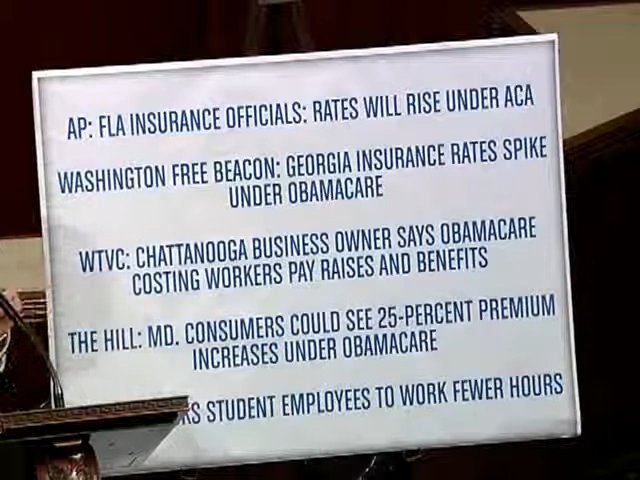 AP: FLA INSURANCE OFFICIALS: RATES WILL RISE UNDER ACA
WASHINGTON FREE BEACON: GEORGIA INSURANCE RATES SPIKE
UNDER OBAMACARE
WTVC: CHATTANOOGA BUSINESS OWNER SAYS OBAMACARE
COSTING WORKERS PAY RAISES AND BENEFITS
THE HILL: MD. CONSUMERS COULD SEE 25-PERCENT PREMIUM
INCREASES UNDER OBAMACARE
STUDENT EMPLOYEES TO WORK FEWER HOURS